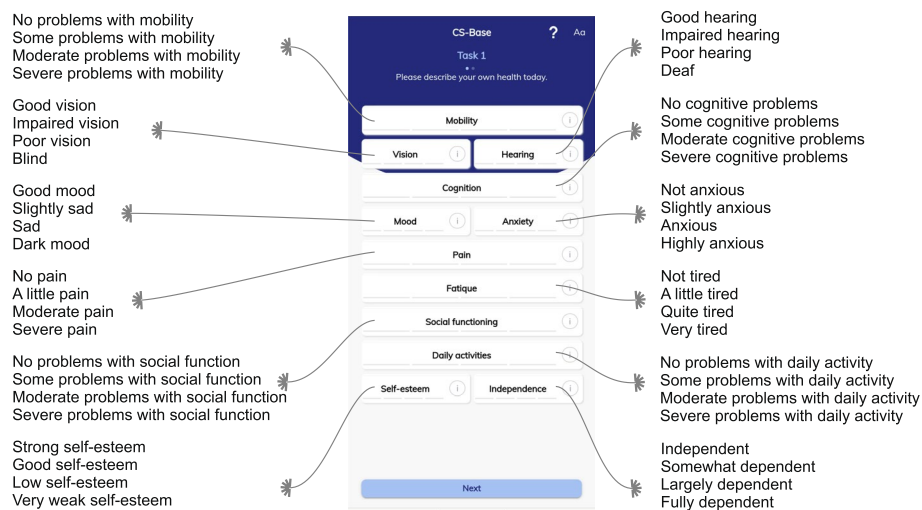 No problems with mobility
Some problems with mobility
Moderate problems with mobility
Severe problems with mobility
Good vision
Impaired vision
Poor vision
Blind
Good mood
Slightly sad
Sad
Dark mood
No pain
A little pain
Moderate pain
Severe pain
No problems with social function
Some problems with social function
Moderate problems with social function
Severe problems with social function
Strong self-esteem
Good self-esteem
Low self-esteem
Very weak self-esteem
CS-Base ? Aa
Task 1
Please describe your own health today.
Mobility i
Vision i Hearing i
Cognition i
Mood i Anxiety i
Pain i
Fatique i
Social functioning i
Daily activities i
Self-esteem i Independence i
Next
Good hearing
Impaired hearing
Poor hearing
Deaf
No cognitive problems
Some cognitive problems
Moderate cognitive problems
Severe cognitive problems
Not anxious
Slightly anxious
Anxious
Highly anxious
Not tired
A little tired
Quite tired
Very tired
No problems with daily activity
Some problems with daily activity
Moderate problems with daily activity
Severe problems with daily activity
Independent
Somewhat dependent
Largely dependent
Fully dependent